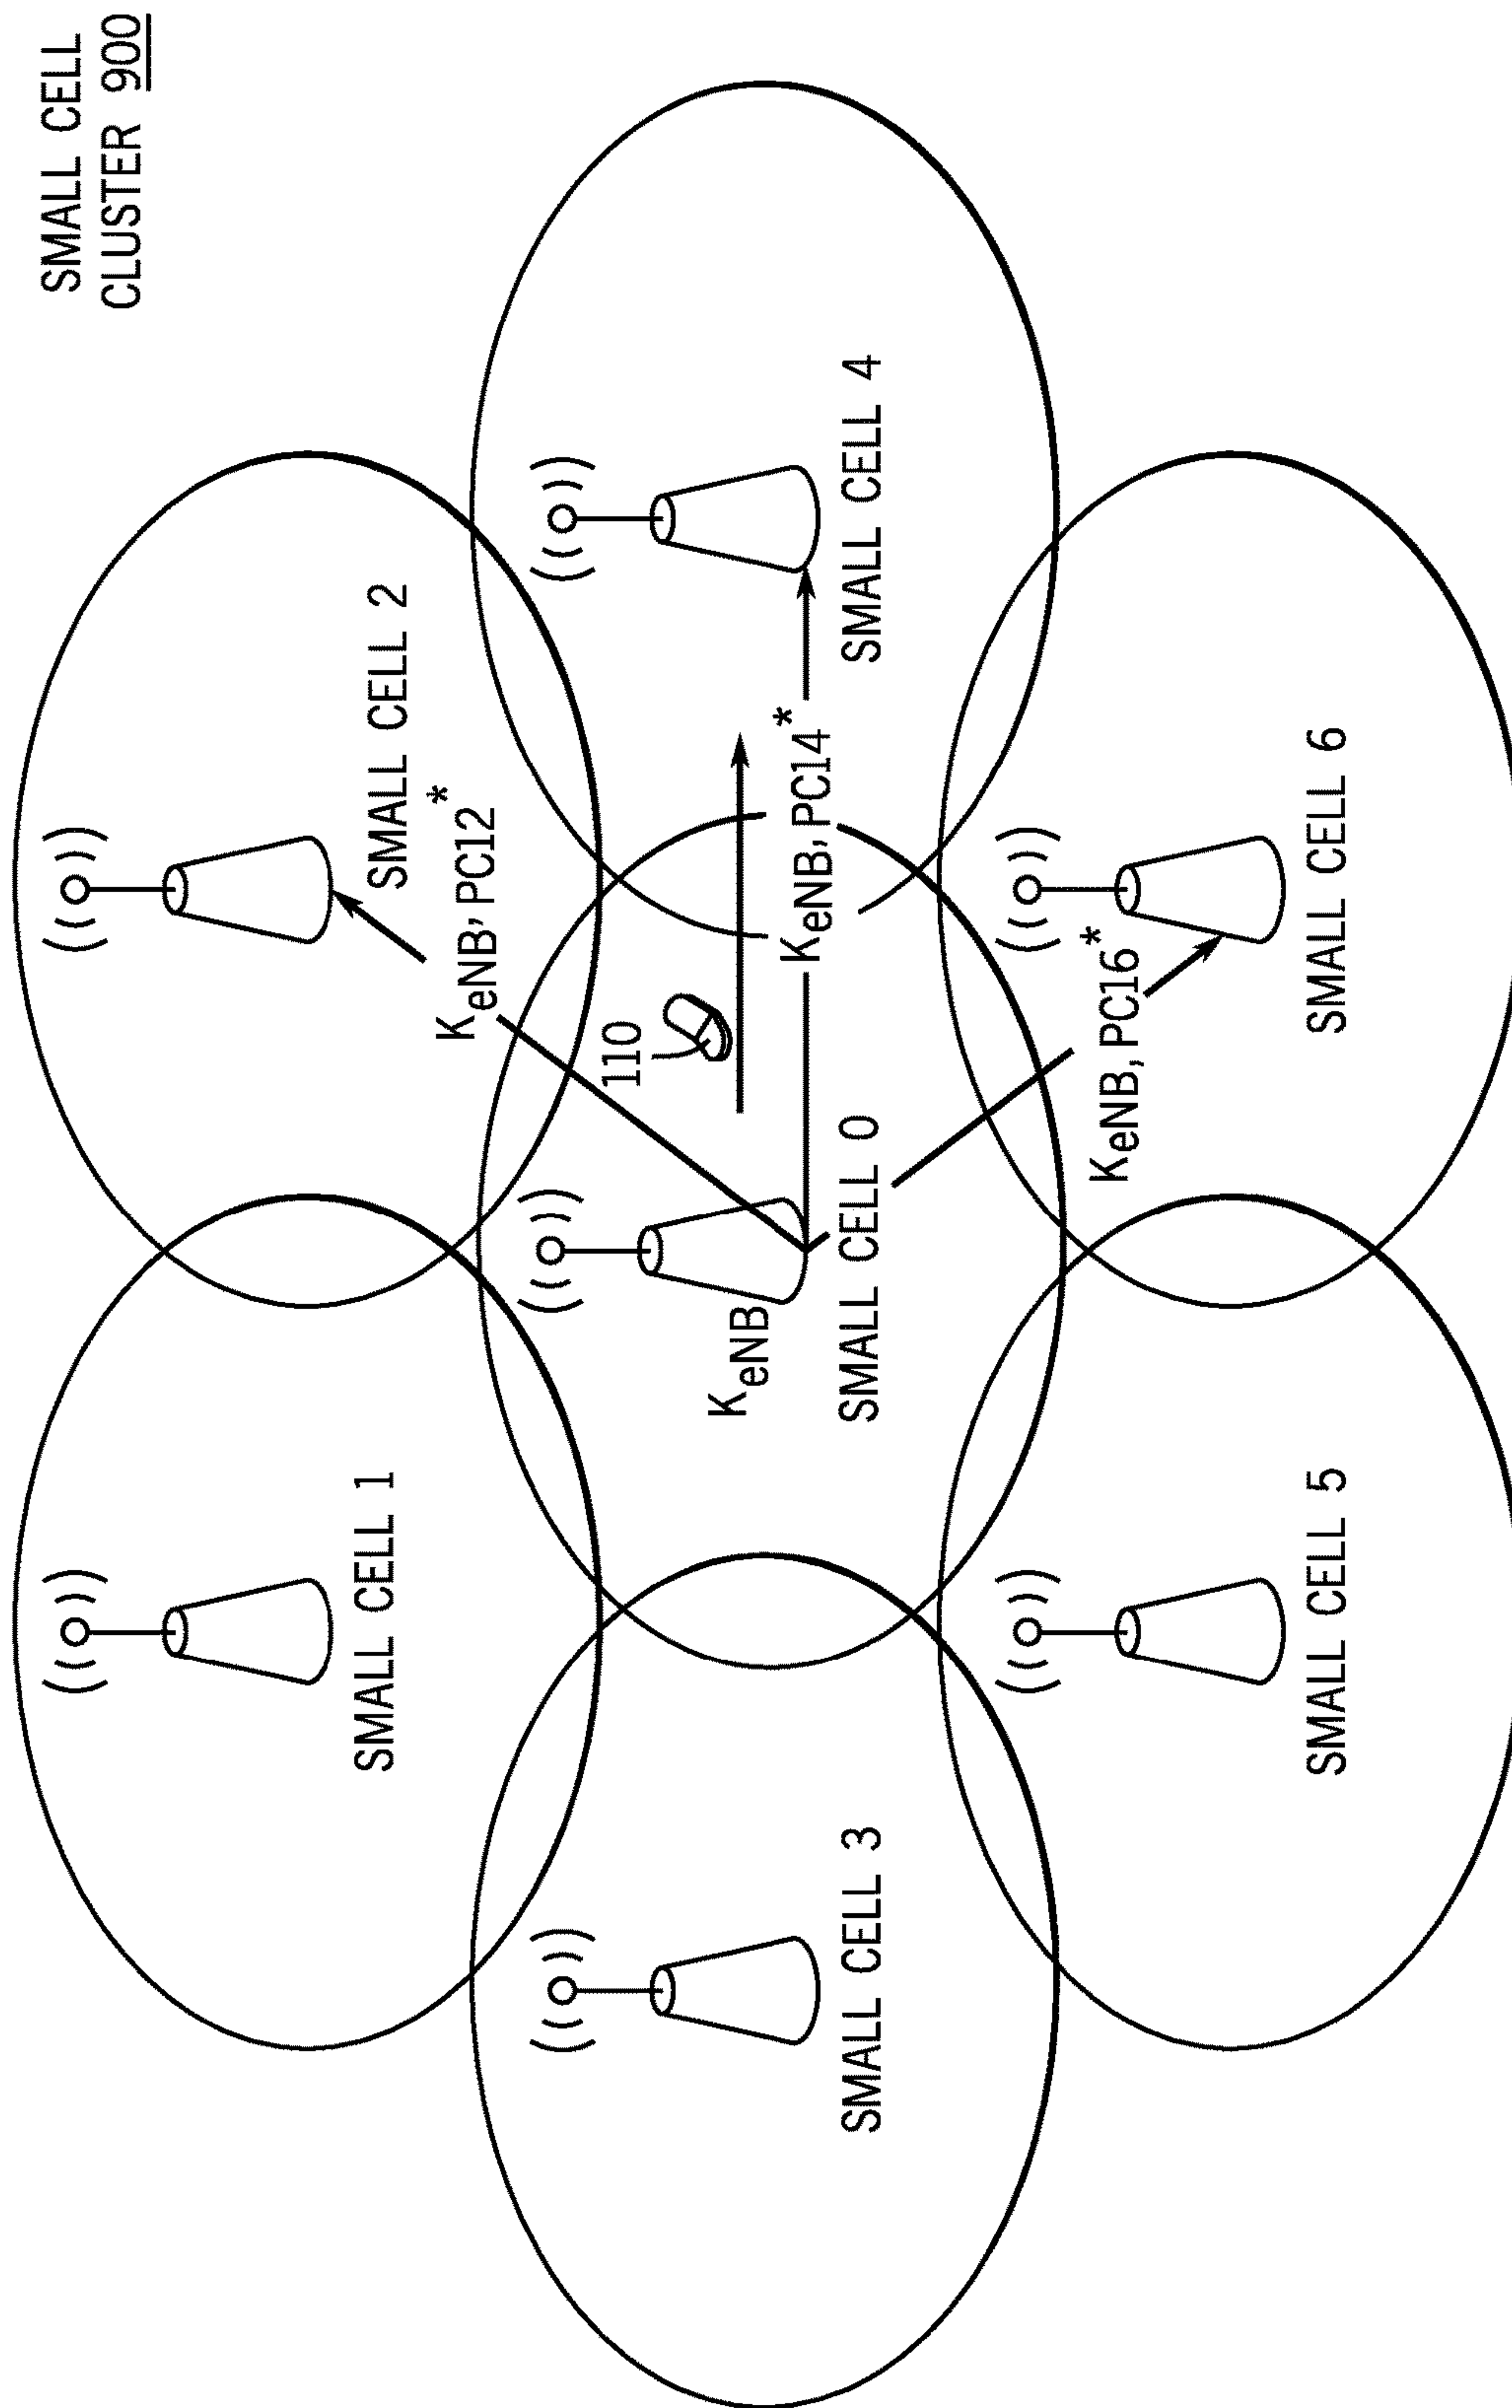 SMALL CELL
CLUSTER 900
SMALL CELL 1
SMALL CELL 2
KeNB, PC12*
110
KeNB
KeNB, PC14*
SMALL CELL 3
SMALL CELL 0
SMALL CELL 4
KeNB, PC16*
SMALL CELL 5
SMALL CELL 6